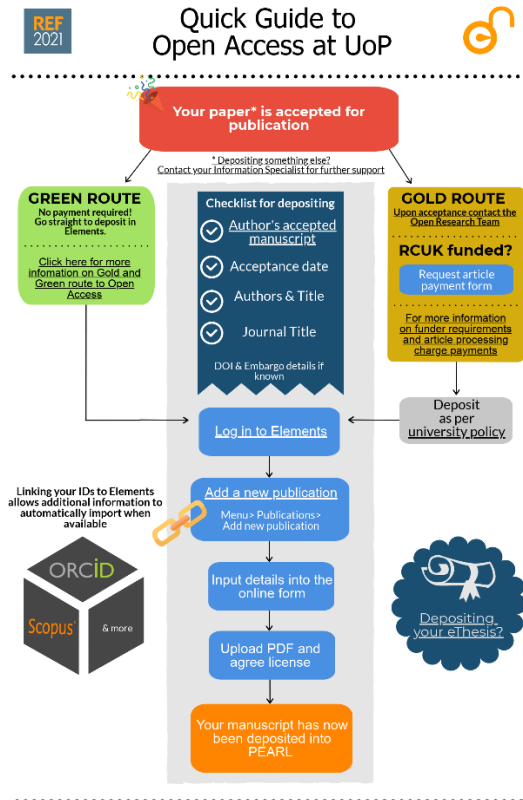 REF
2021
Quick Guide to
Open Access at UoP
Your paper* is accepted for
publication
* Depositing something else?
Contact your Information Specialist for further support
GREEN ROUTE
No payment required!
Go straight to deposit in
Elements.
Click here for more
infomation on Gold and
Green route to Open
Access
Checklist for depositing
Author's accepted
manuscript
Acceptance date
Authors & Title
Journal Title
DOI & Embargo details if
known
GOLD ROUTE
Upon acceptance contact the
Open Research Team
RCUK funded?
Request article
payment form
For more information
on funder requirements
and article processing
charge payments
Deposit
as per
university policy
Log in to Elements
Add a new publication
Menu> Publications>
Add new publication
Input details into the
online form
Upload PDF and
agree license
Your manuscript has now
been deposited into
PEARL
Linking your IDs to Elements
allows additional information to
automatically import when
available
ORCiD
Scopus®
& more
Depositing
your eThesis?